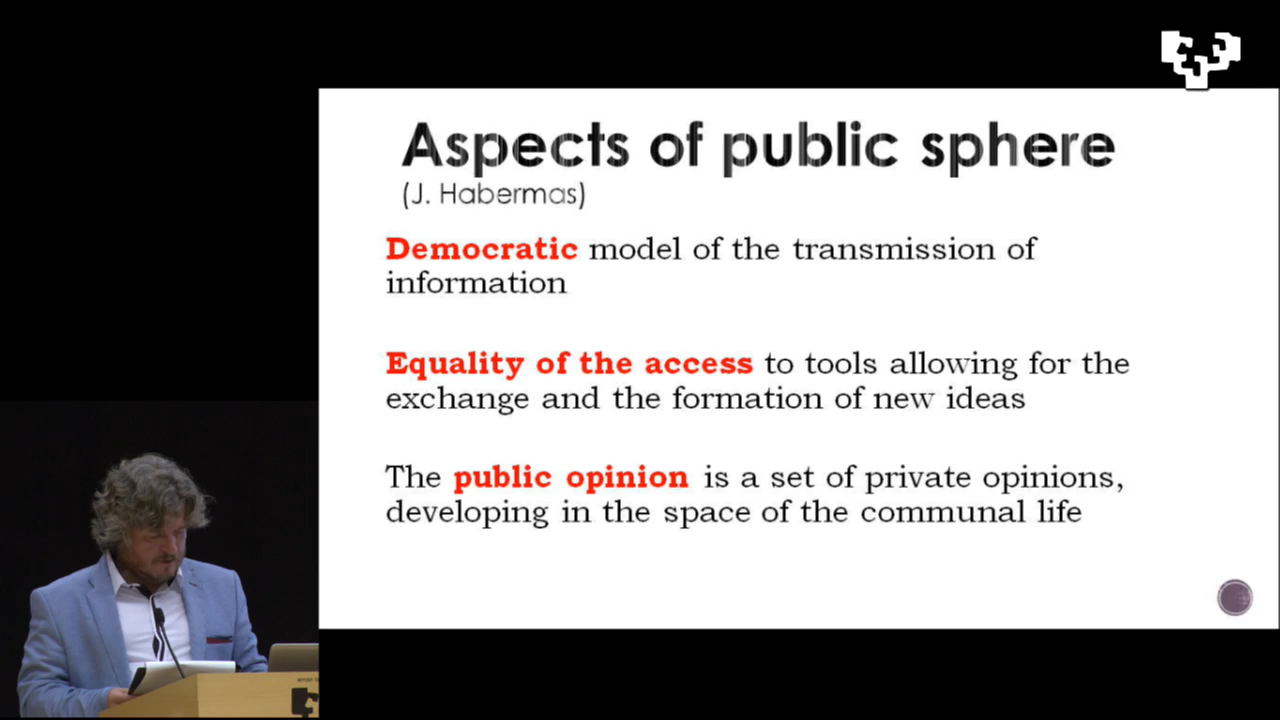 Aspects of public sphere
(J. Habermas)
Democratic model of the transmission of
information
Equality of the access to tools allowing for the
exchange and the formation of new ideas
The public opinion is a set of private opinions,
developing in the space of the communal life